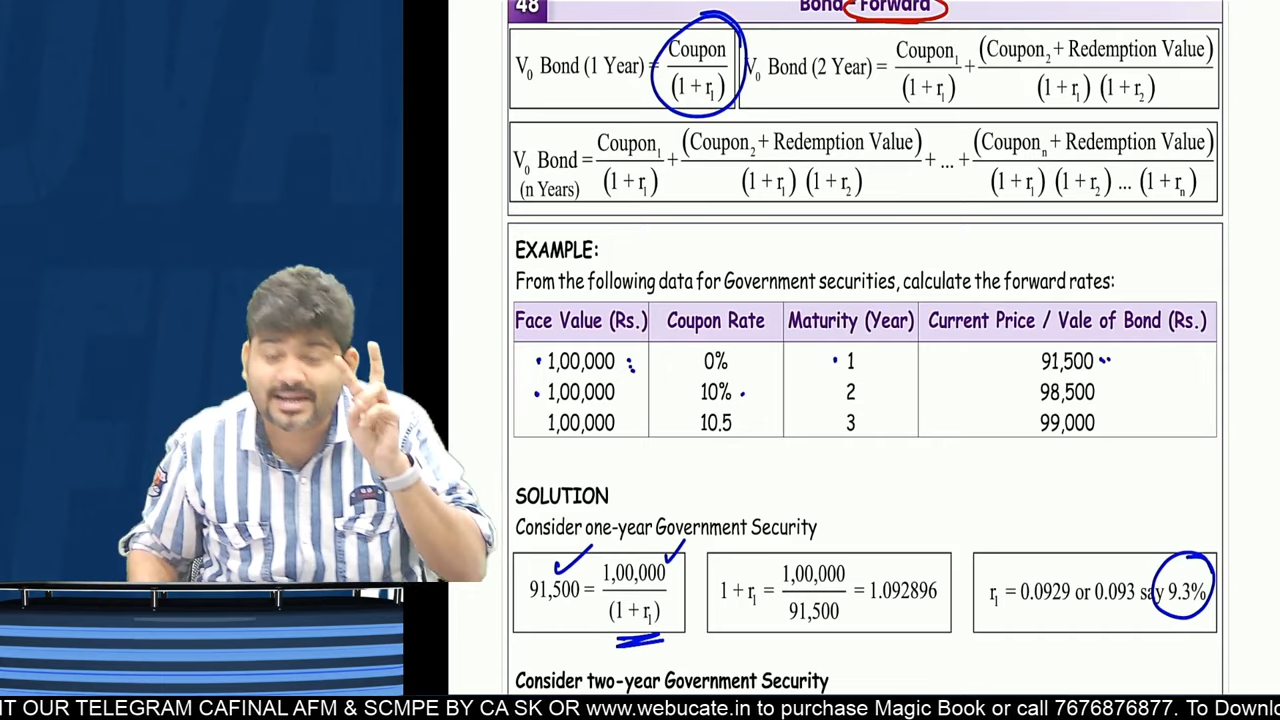 48 Bond - Forward
V₀ Bond (1 Year) = Coupon / (1 + r₁)
V₀ Bond (2 Year) = Coupon₁ / (1 + r₁) + (Coupon₂ + Redemption Value) / (1 + r₁) (1 + r₂)
V₀ Bond (n Years) = Coupon₁ / (1 + r₁) + (Coupon₂ + Redemption Value) / (1 + r₁) (1 + r₂) + ... + (Couponₙ + Redemption Value) / (1 + r₁) (1 + r₂) ... (1 + rₙ)
EXAMPLE:
From the following data for Government securities, calculate the forward rates:
Face Value (Rs.) Coupon Rate Maturity (Year) Current Price / Vale of Bond (Rs.)
1,00,000 0% 1 91,500
1,00,000 10% 2 98,500
1,00,000 10.5 3 99,000
SOLUTION
Consider one-year Government Security
91,500 = 1,00,000 / (1 + r₁)
1 + r₁ = 1,00,000 / 91,500 = 1.092896
r₁ = 0.0929 or 0.093 say 9.3%
Consider two-year Government Security
IT OUR TELEGRAM CAFINAL AFM & SCMPE BY CA SK OR www.webucate.in to purchase Magic Book or call 7676876877. To Downlo